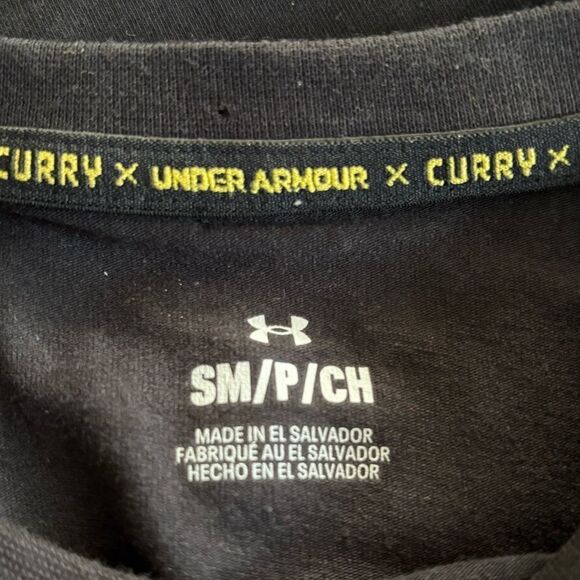 CURRY × UNDER ARMOUR × CURRY ×
SM/P/CH
MADE IN EL SALVADOR
FABRIQUÉ AU EL SALVADOR
HECHO EN EL SALVADOR